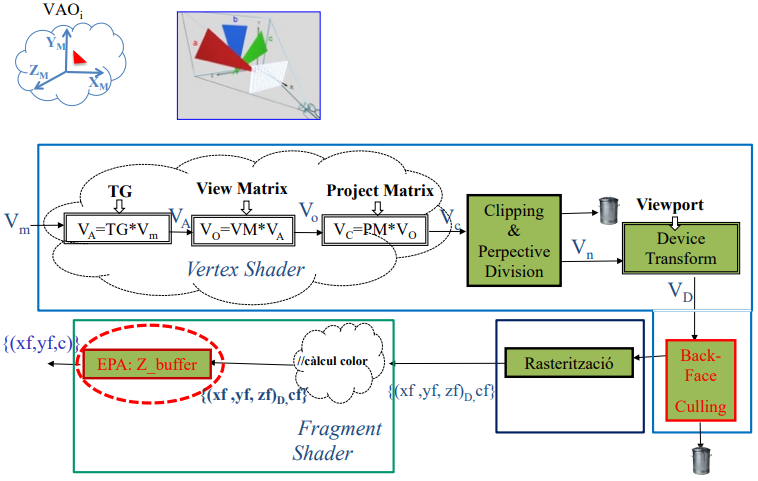 VAOi
YM
ZM
XM
a
b
c
TG
View Matrix
Project Matrix
Viewport
Vm
VA=TG*Vm
VA
VO=VM*VA
Vo
VC=PM*VO
Vc
Clipping
&
Perpective
Division
Vn
Device
Transform
Vertex Shader
VD
{(xf,yf,c)}
EPA: Z_buffer
//càlcul color
Rasterització
Back-
Face
Culling
{(xf ,yf, zf)D,cf}
{(xf ,yf, zf)D,cf}
Fragment
Shader